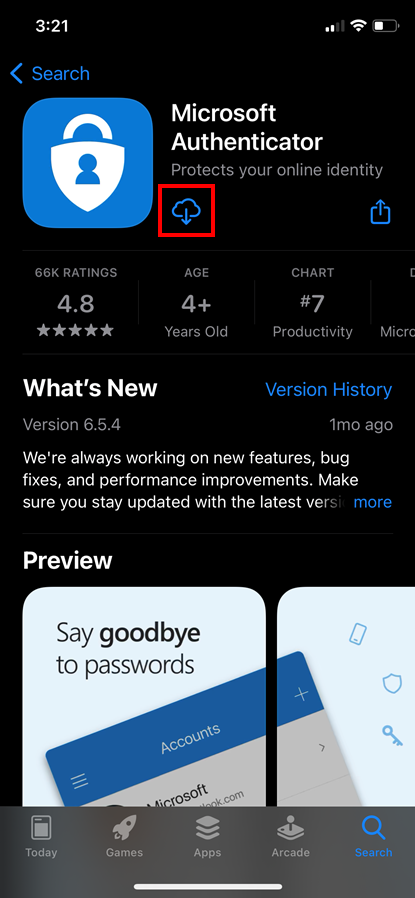 3:21
Search
Microsoft
Authenticator
Protects your online identity
66K RATINGS
4.8
AGE
4+
Years Old
CHART
#7
Productivity
D
Micro
What's New
Version History
Version 6.5.4
1mo ago
We're always working on new features, bug
fixes, and performance improvements. Make
sure you stay updated with the latest versi
more
Preview
Say goodbye
to passwords
Accounts
Microsoft
look.com
Today
Games
Apps
Arcade
Search